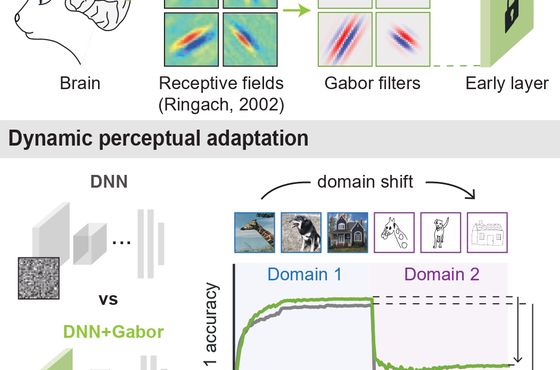 Brain
Receptive fields
(Ringach, 2002)
Gabor filters
Early layer
Dynamic perceptual adaptation
DNN
domain shift
...
vs
Domain 1
Domain 2
DNN+Gabor
1 accuracy